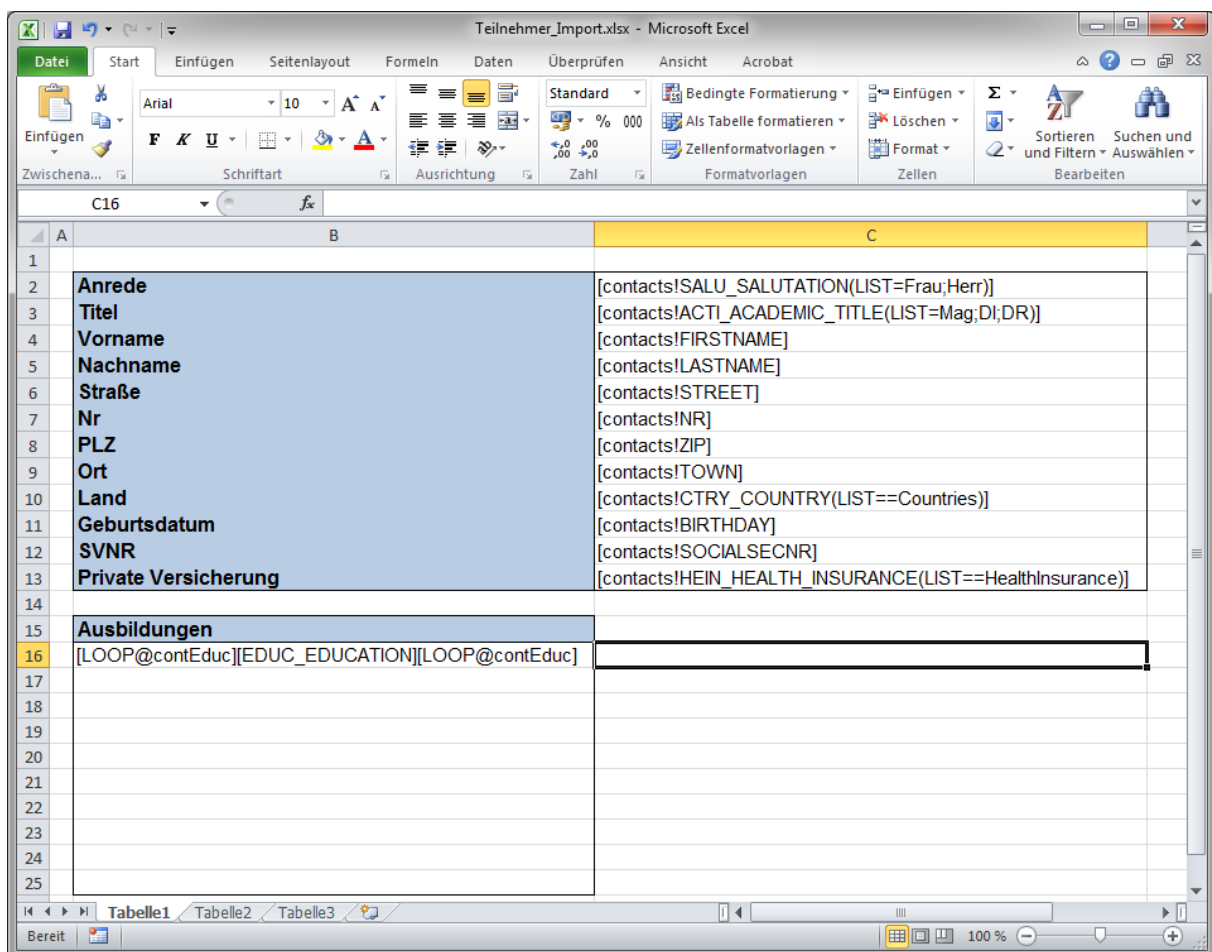 Teilnehmer_Import.xlsx - Microsoft Excel
Datei Start Einfügen Seitenlayout Formeln Daten Überprüfen Ansicht Acrobat
Einfügen
Arial 10 A A
F K U A
Standard
% 000
,00 ,00
,00 ,0
Bedingte Formatierung
Als Tabelle formatieren
Zellenformatvorlagen
Einfügen
Löschen
Format
Σ
Sortieren und Filtern
Suchen und Auswählen
Zwischena... Schriftart Ausrichtung Zahl Formatvorlagen Zellen Bearbeiten
C16 fx
A B C
1
2 Anrede [contacts!SALU_SALUTATION(LIST=Frau;Herr)]
3 Titel [contacts!ACTI_ACADEMIC_TITLE(LIST=Mag;DI;DR)]
4 Vorname [contacts!FIRSTNAME]
5 Nachname [contacts!LASTNAME]
6 Straße [contacts!STREET]
7 Nr [contacts!NR]
8 PLZ [contacts!ZIP]
9 Ort [contacts!TOWN]
10 Land [contacts!CTRY_COUNTRY(LIST==Countries)]
11 Geburtsdatum [contacts!BIRTHDAY]
12 SVNR [contacts!SOCIALSECNR]
13 Private Versicherung [contacts!HEIN_HEALTH_INSURANCE(LIST==HealthInsurance)]
14
15 Ausbildungen
16 [LOOP@contEduc][EDUC_EDUCATION][LOOP@contEduc]
17
18
19
20
21
22
23
24
25
Tabelle1 Tabelle2 Tabelle3
Bereit 100 %